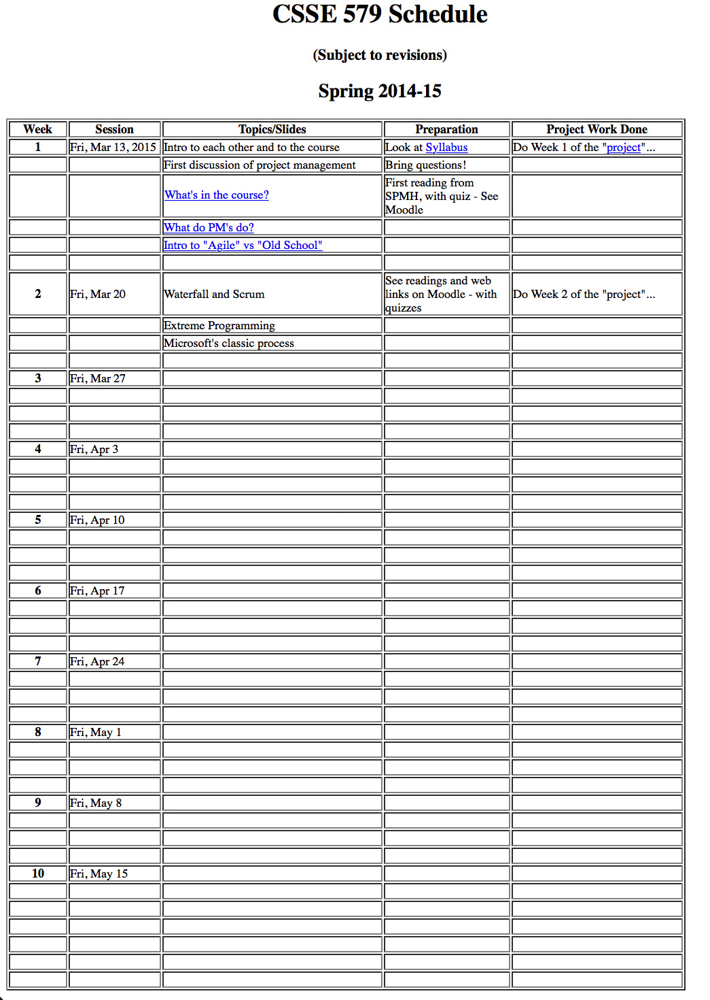 CSSE 579 Schedule
(Subject to revisions)
Spring 2014-15
Week Session Topics/Slides Preparation Project Work Done
1 Fri, Mar 13, 2015 Intro to each other and to the course Look at Syllabus Do Week 1 of the "project"...
First discussion of project management Bring questions!
What's in the course? First reading from
SPMH, with quiz - See
Moodle
What do PM's do?
Intro to "Agile" vs "Old School"
2 Fri, Mar 20 Waterfall and Scrum See readings and web
links on Moodle - with
quizzes
Do Week 2 of the "project"...
Extreme Programming
Microsoft's classic process
3 Fri, Mar 27
4 Fri, Apr 3
5 Fri, Apr 10
6 Fri, Apr 17
7 Fri, Apr 24
8 Fri, May 1
9 Fri, May 8
10 Fri, May 15